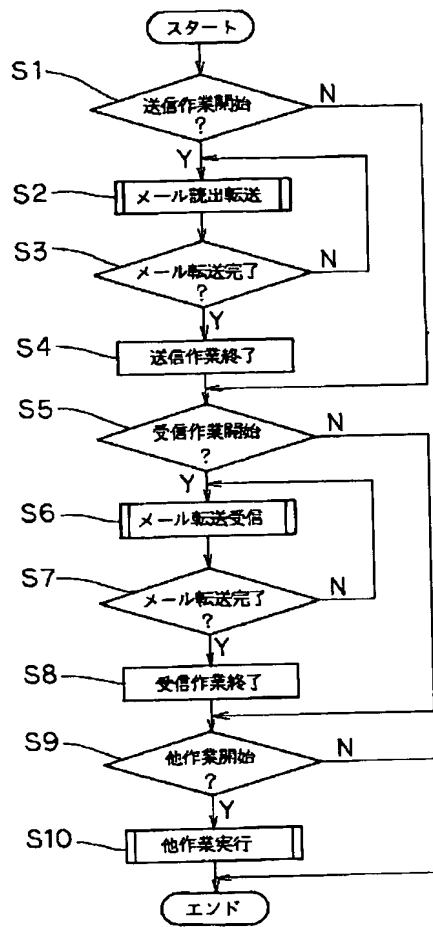 スタート
S1
送信作業開始
?
N
Y
S2
メール読出転送
S3
メール転送完了
?
N
Y
S4
送信作業終了
S5
受信作業開始
?
N
Y
S6
メール転送受信
S7
メール転送完了
?
N
Y
S8
受信作業終了
S9
他作業開始
?
N
Y
S10
他作業実行
エンド